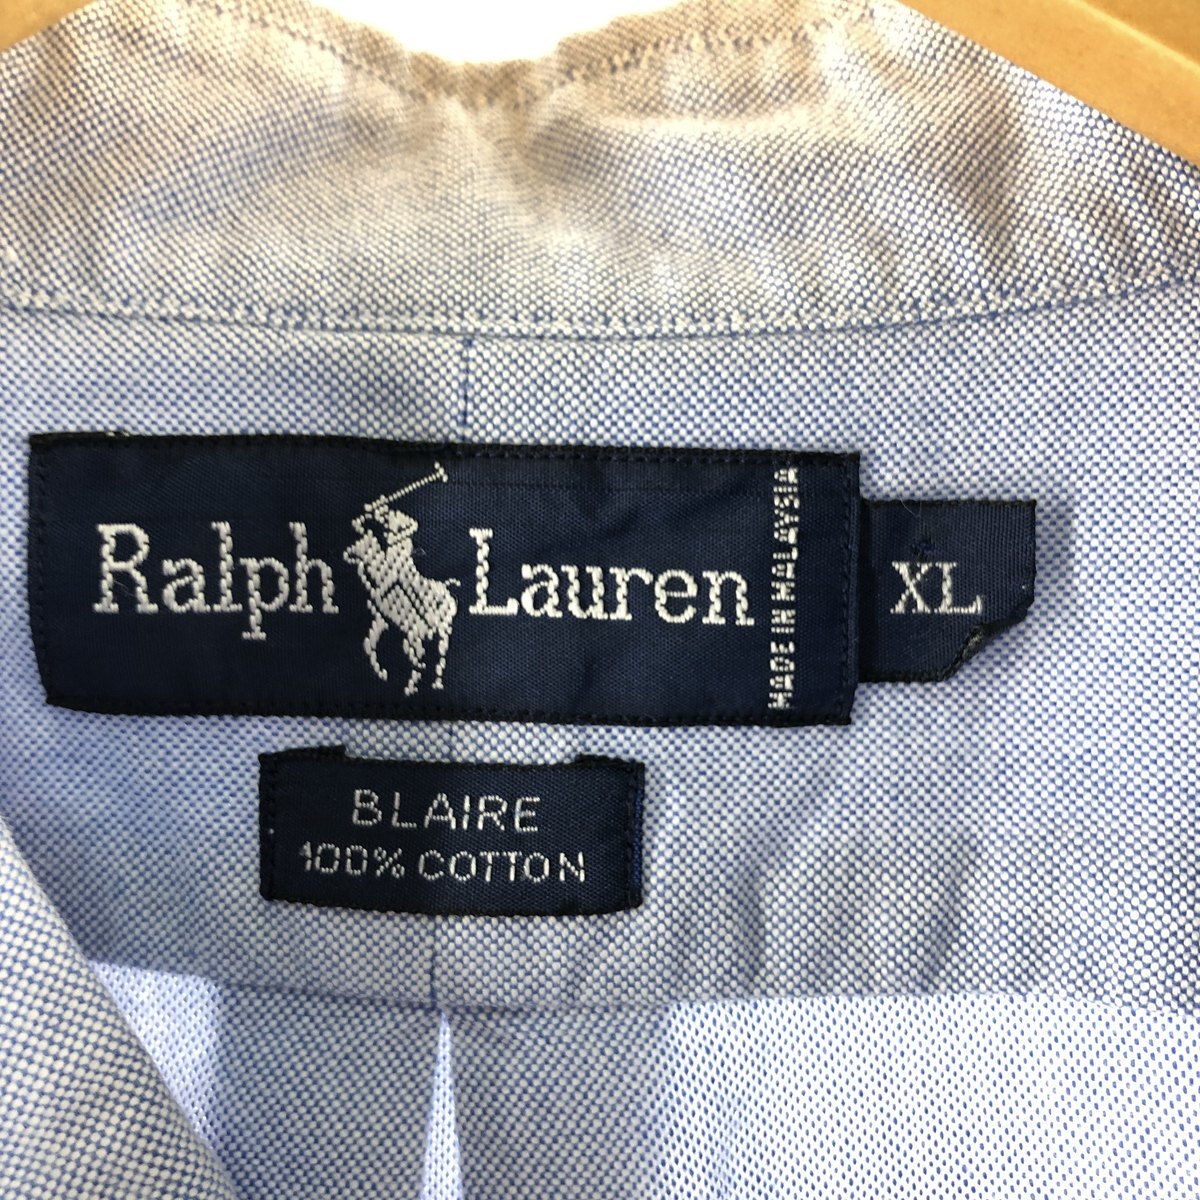 Ralph Lauren
MADE IN MALAYSIA
XL
BLAIRE
100% COTTON